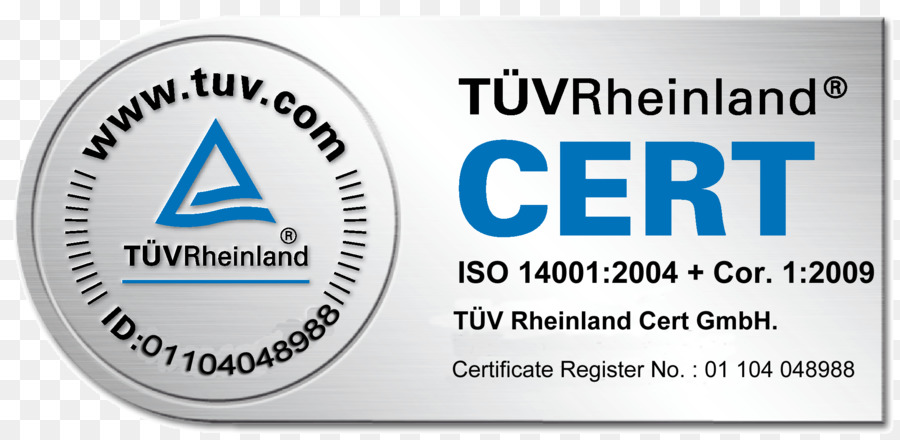 www.tuv.com
TÜVRheinland®
ID:01104048988
TÜVRheinland®
CERT
ISO 14001:2004 + Cor. 1:2009
TÜV Rheinland Cert GmbH.
Certificate Register No. : 01 104 048988